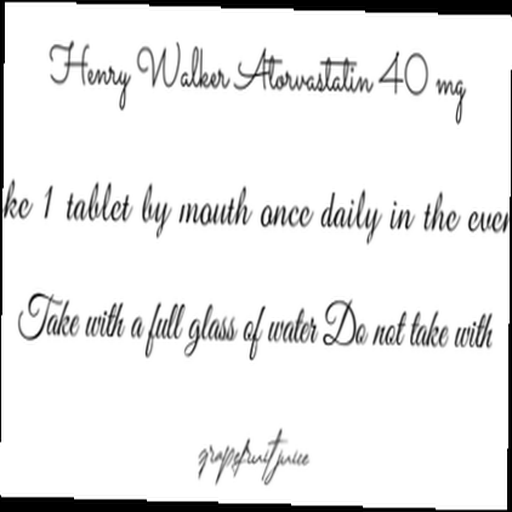 Henry Walker Atorvastatin 40 mg
ke 1 tablet by mouth once daily in the even
Take with a full glass of water Do not take with
grapefruit juice